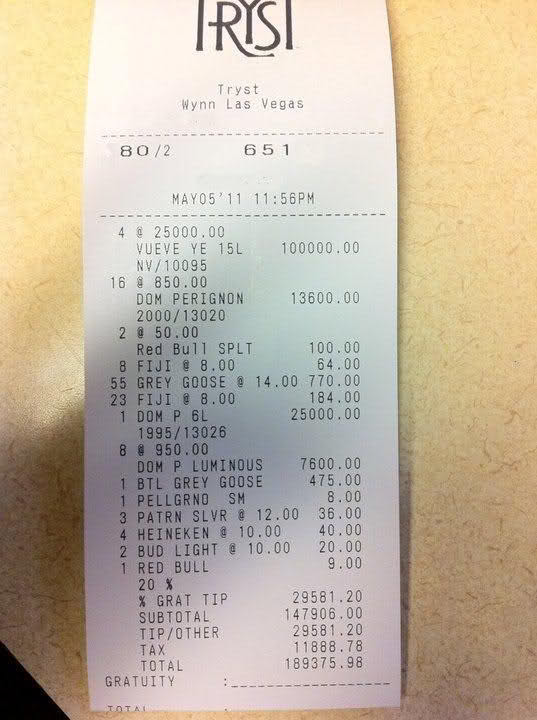 TRYST
Tryst
Wynn Las Vegas
80/2 651
MAY05'11 11:56PM
4 @ 25000.00
VUEVE YE 15L 100000.00
NV/10095
16 @ 850.00
DOM PERIGNON 13600.00
2000/13020
2 @ 50.00
Red Bull SPLT 100.00
8 FIJI @ 8.00 64.00
55 GREY GOOSE @ 14.00 770.00
23 FIJI @ 8.00 184.00
1 DOM P 6L 25000.00
1995/13026
8 @ 950.00
DOM P LUMINOUS 7600.00
1 BTL GREY GOOSE 475.00
1 PELLGRNO SM 8.00
3 PATRN SLVR @ 12.00 36.00
4 HEINEKEN @ 10.00 40.00
2 BUD LIGHT @ 10.00 20.00
1 RED BULL 9.00
20 %
% GRAT TIP 29581.20
SUBTOTAL 147906.00
TIP/OTHER 29581.20
TAX 11888.78
TOTAL 189375.98
GRATUITY :
TOTAL :